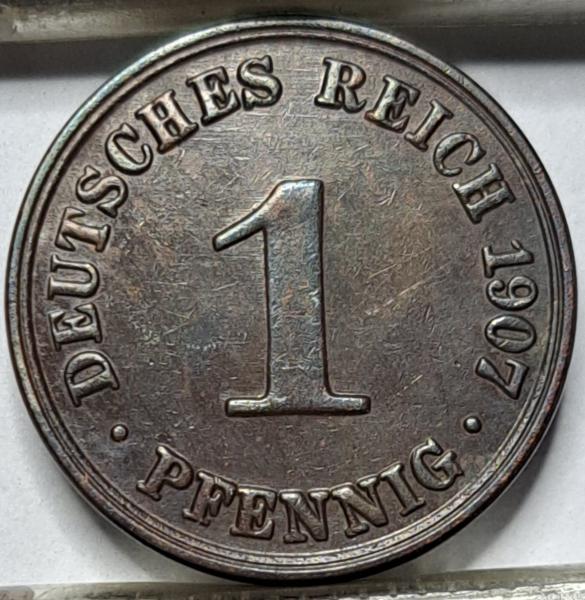 DEUTSCHES REICH 1907
1
· PFENNIG ·